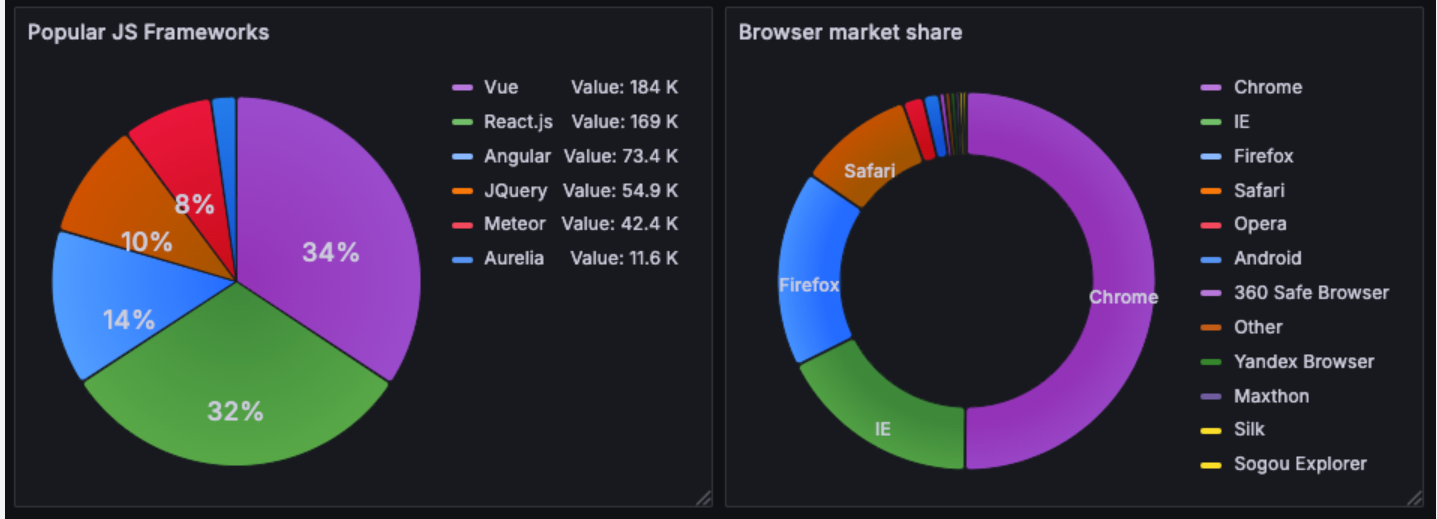 Popular JS Frameworks
Vue Value: 184 K
React.js Value: 169 K
Angular Value: 73.4 K
JQuery Value: 54.9 K
Meteor Value: 42.4 K
Aurelia Value: 11.6 K
8%
10%
34%
14%
32%
Browser market share
Chrome
IE
Firefox
Safari
Opera
Android
360 Safe Browser
Other
Yandex Browser
Maxthon
Silk
Sogou Explorer
Safari
Firefox
Chrome
IE